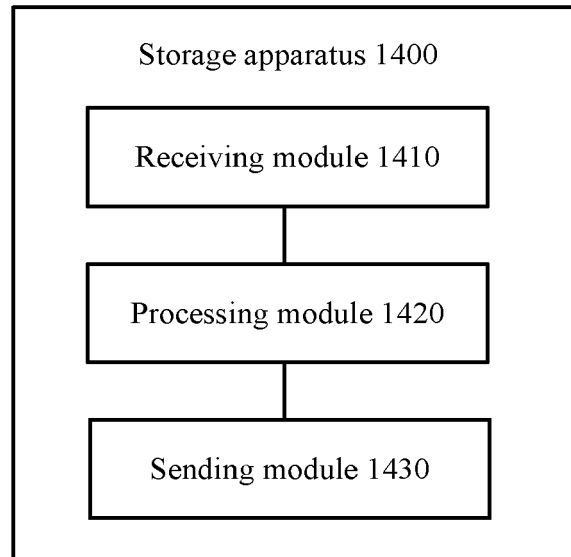 Storage apparatus 1400
Receiving module 1410
Processing module 1420
Sending module 1430